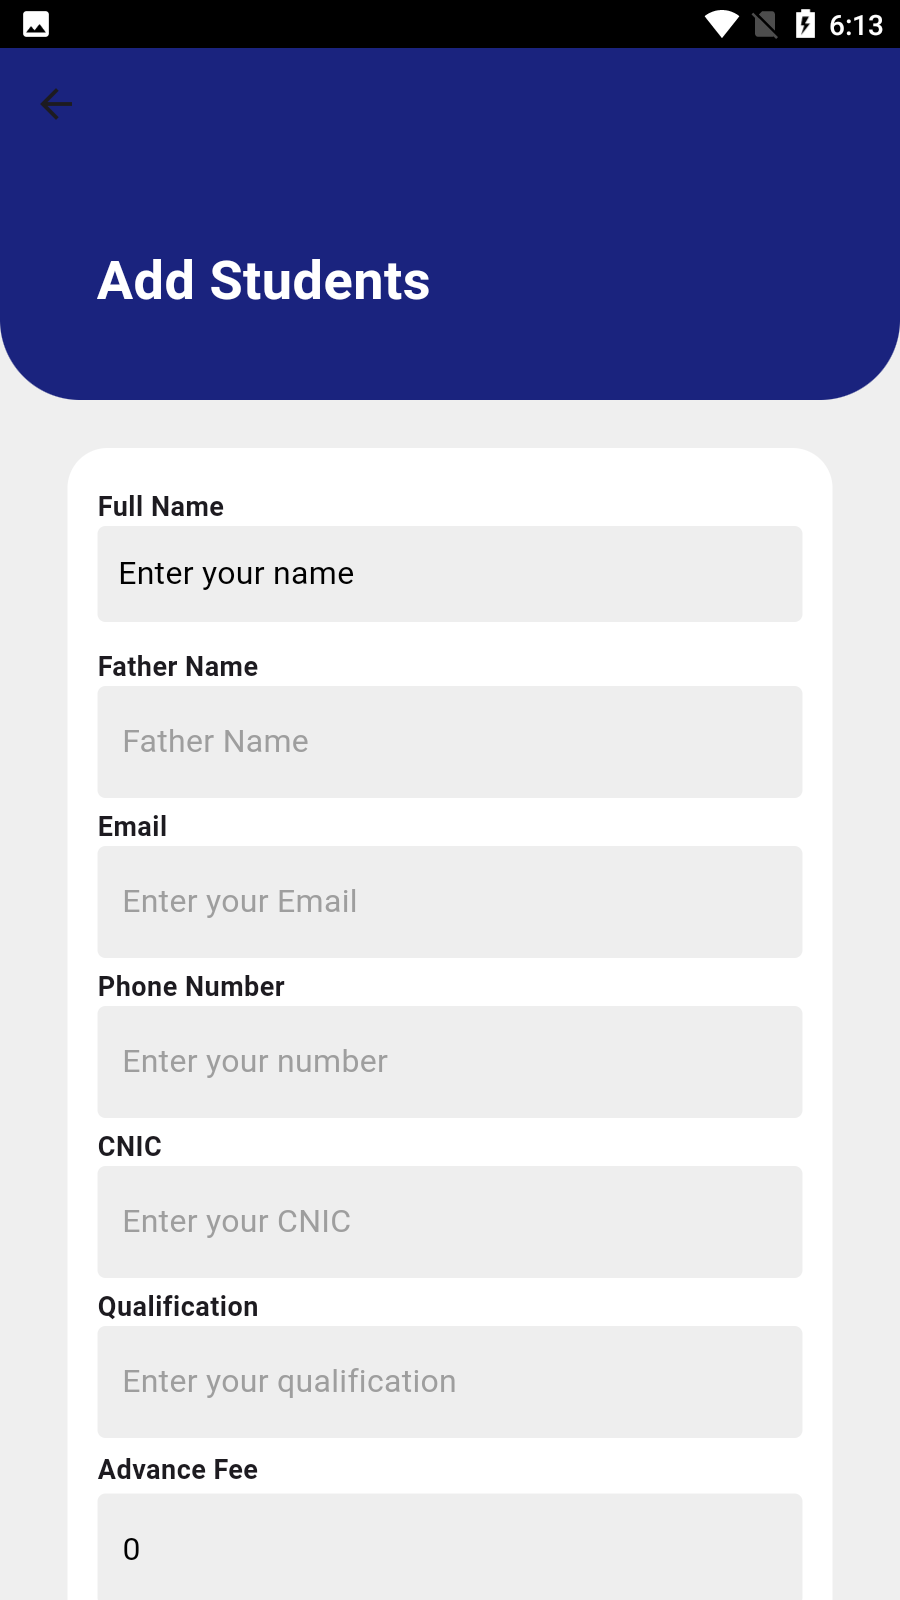 6:13
Add Students
Full Name
Enter your name
Father Name
Father Name
Email
Enter your Email
Phone Number
Enter your number
CNIC
Enter your CNIC
Qualification
Enter your qualification
Advance Fee
0